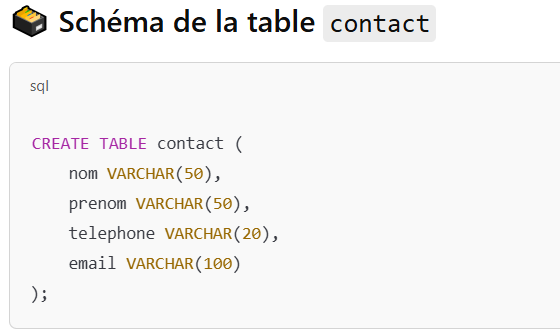 Schéma de la table contact
sql
CREATE TABLE contact (
    nom VARCHAR(50),
    prenom VARCHAR(50),
    telephone VARCHAR(20),
    email VARCHAR(100)
);